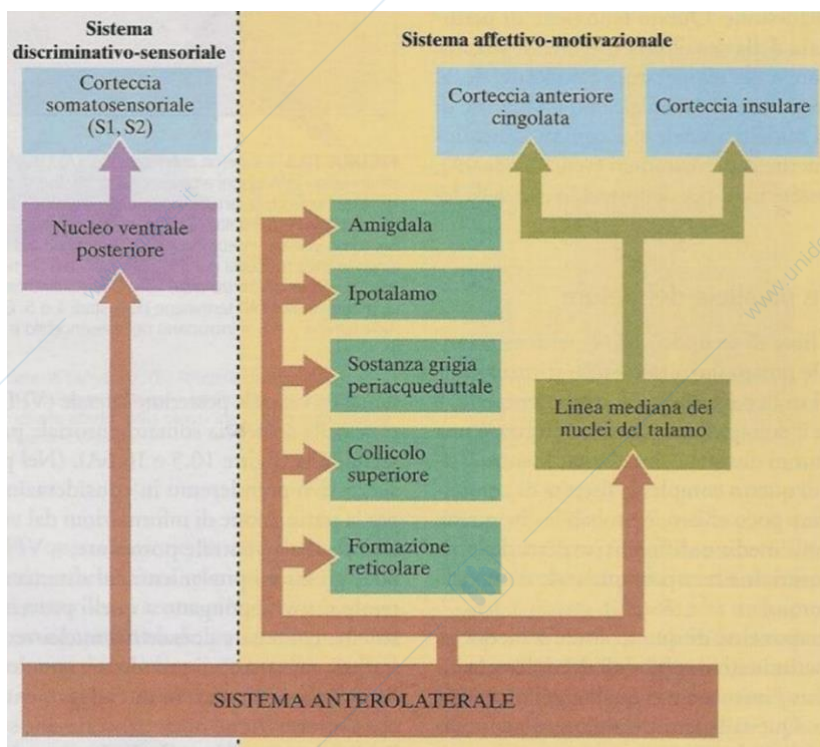 Sistema
discriminativo-sensoriale
Sistema affettivo-motivazionale
Corteccia
somatosensoriale
(S1, S2)
Corteccia anteriore
cingolata
Corteccia insulare
Nucleo ventrale
posteriore
Amigdala
Ipotalamo
Sostanza grigia
periacqueduttale
Linea mediana dei
nuclei del talamo
Collicolo
superiore
Formazione
reticolare
SISTEMA ANTEROLATERALE